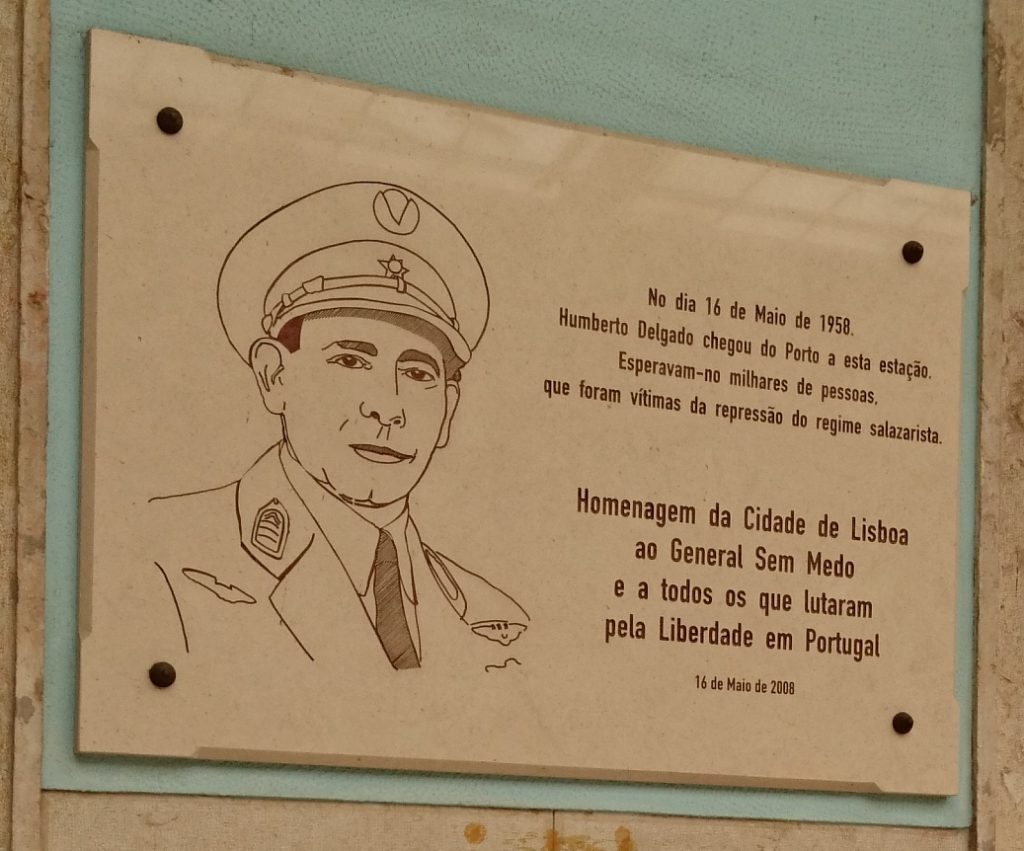 No dia 16 de Maio de 1958.
Humberto Delgado chegou do Porto a esta estação.
Esperavam-no milhares de pessoas,
que foram vítimas da repressão do regime salazarista.
Homenagem da Cidade de Lisboa
ao General Sem Medo
e a todos os que lutaram
pela Liberdade em Portugal
16 de Maio de 2008